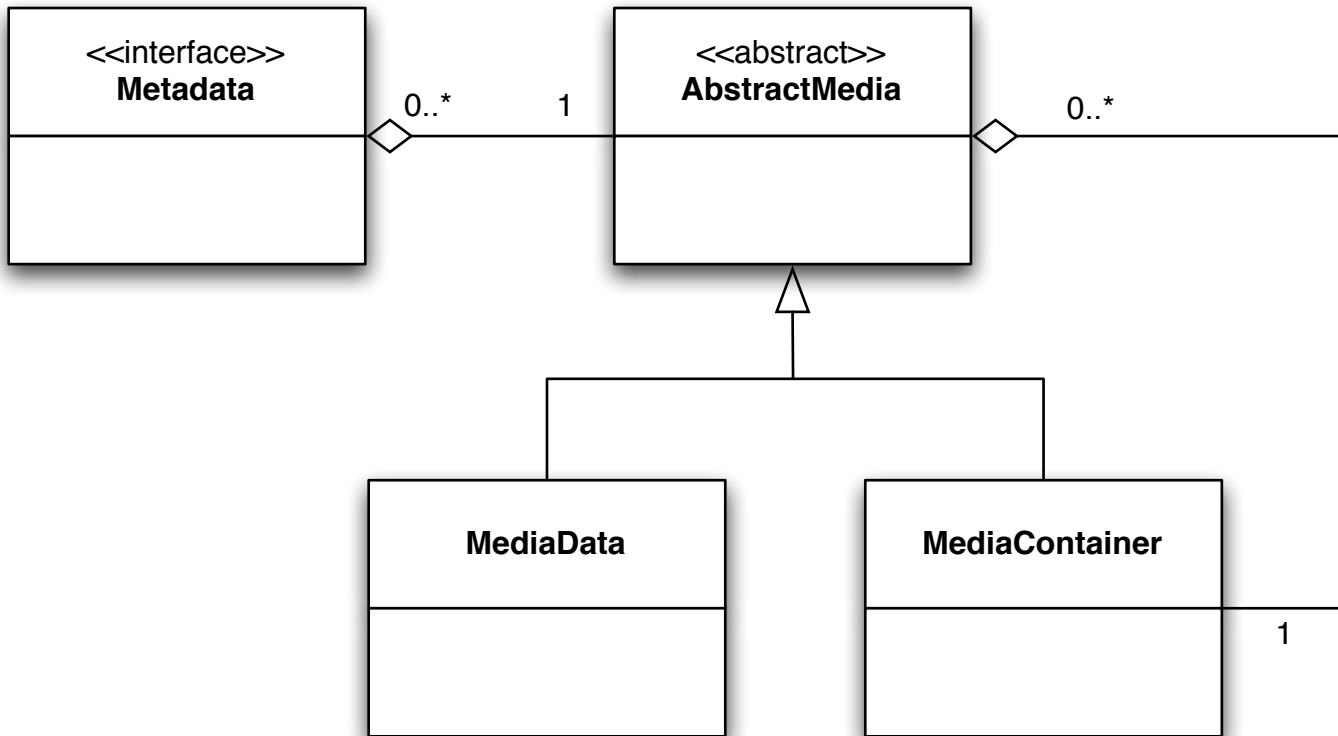 <<interface>>
Metadata
0..*
1
<<abstract>>
AbstractMedia
0..*
MediaData
MediaContainer
1